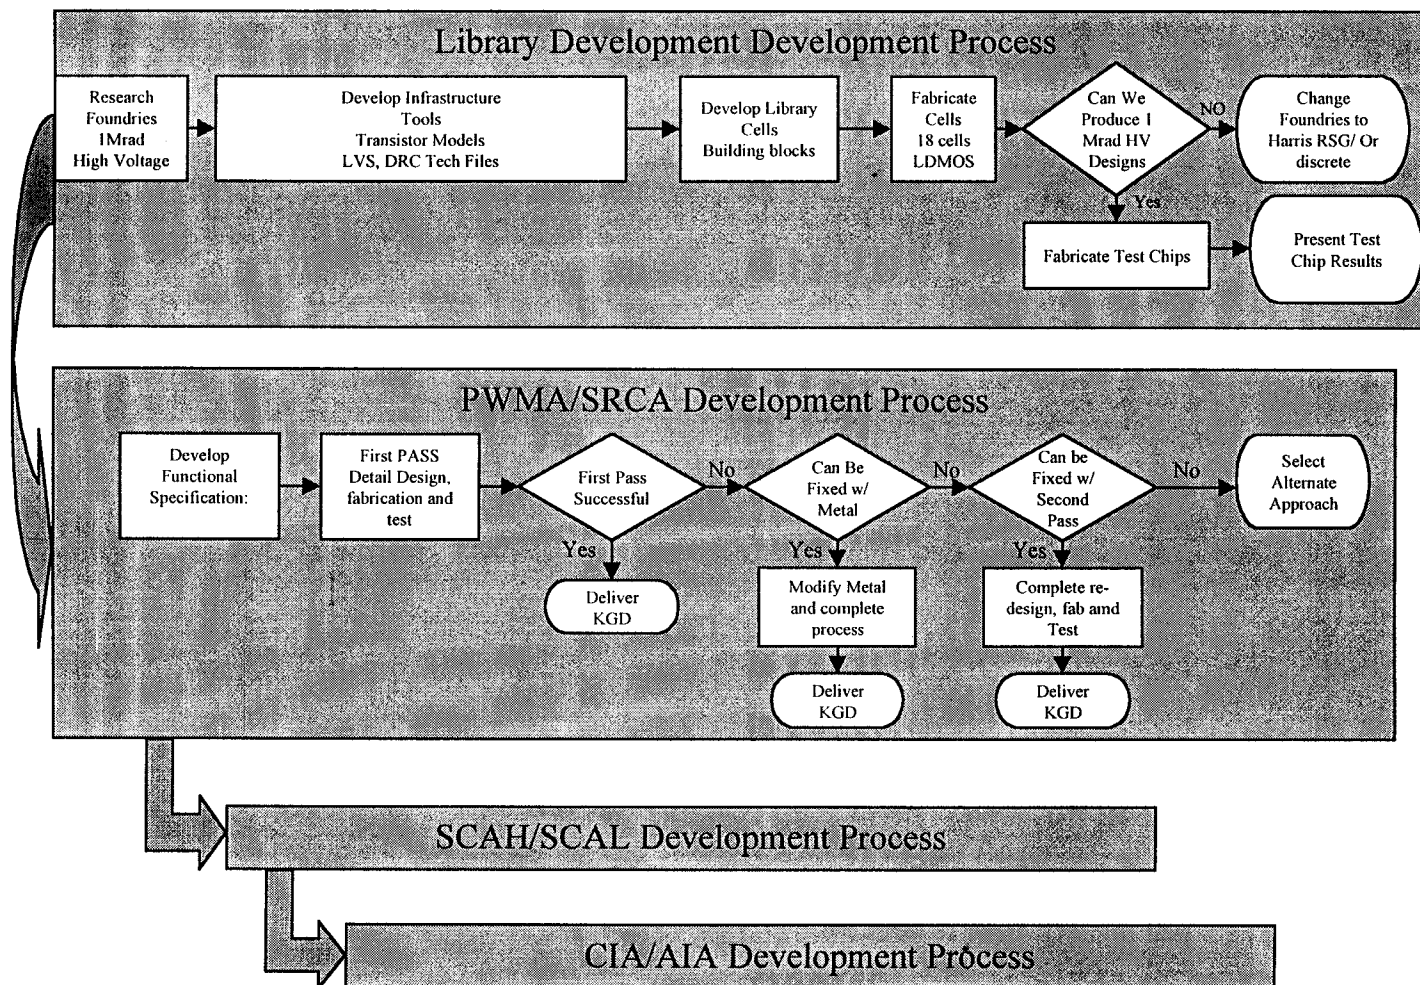 Library Development Development Process
Research
Foundries
1Mrad
High Voltage
Develop Infrastructure
Tools
Transistor Models
LVS, DRC Tech Files
Develop Library
Cells
Building blocks
Fabricate
Cells
18 cells
LDMOS
Can We
Produce 1
Mrad HV
Designs
NO
Change
Foundries to
Harris RSG/ Or
discrete
Yes
Fabricate Test Chips
Present Test
Chip Results
PWMA/SRCA Development Process
Develop
Functional
Specification:
First PASS
Detail Design,
fabrication and
test
First Pass
Successful
No
Can Be
Fixed w/
Metal
No
Can be
Fixed w/
Second
Pass
No
Select
Alternate
Approach
Yes
Yes
Yes
Deliver
KGD
Modify Metal
and complete
process
Complete re-
design, fab amd
Test
Deliver
KGD
Deliver
KGD
SCAH/SCAL Development Process
CIA/AIA Development Process